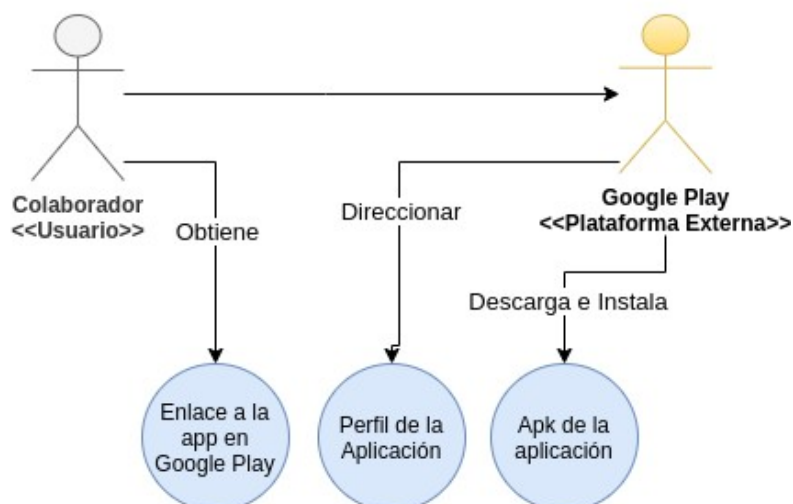 Colaborador
<<Usuario>>
Google Play
<<Plataforma Externa>>
Obtiene
Direccionar
Descarga e Instala
Enlace a la
app en
Google Play
Perfil de la
Aplicación
Apk de la
aplicación